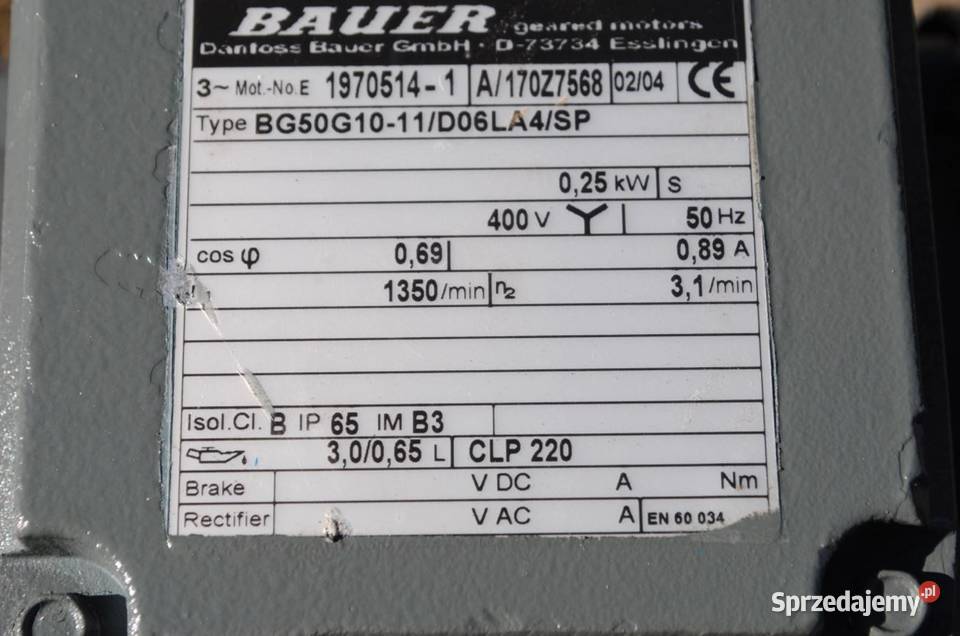 BAUER geared motors
Danfoss Bauer GmbH · D-73734 Esslingen
3~ Mot.-No.E 1970514-1 A/170Z7568 02/04 CE
Type BG50G10-11/D06LA4/SP
0,25 kW S
400 V Y 50 Hz
cos φ 0,69 0,89 A
1350/min n₂ 3,1/min
Isol.Cl. B IP 65 IM B3
3,0/0,65 L CLP 220
Brake V DC A Nm
Rectifier V AC A EN 60 034
Sprzedajemy.pl